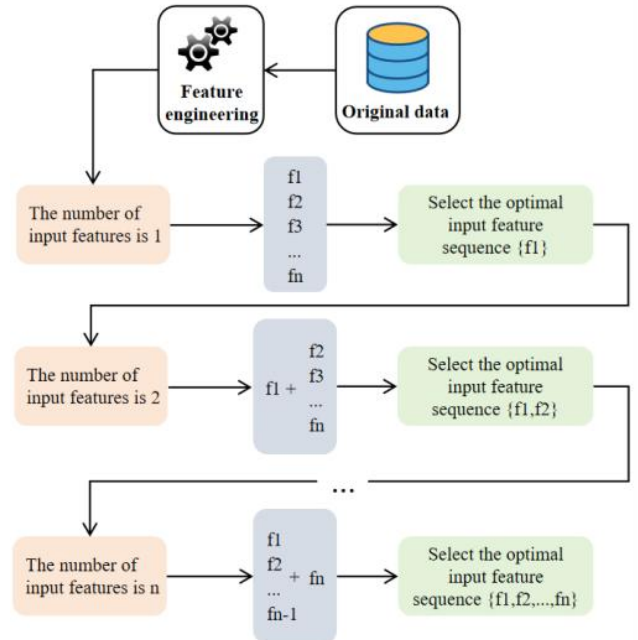 Feature
engineering
Original data
The number of
input features is 1
f1
f2
f3
...
fn
Select the optimal
input feature
sequence {f1}
The number of
input features is 2
f1 +
f2
f3
...
fn
Select the optimal
input feature
sequence {f1,f2}
...
The number of
input features is n
f1
f2
...
fn-1
+ fn
Select the optimal
input feature
sequence {f1,f2,...,fn}